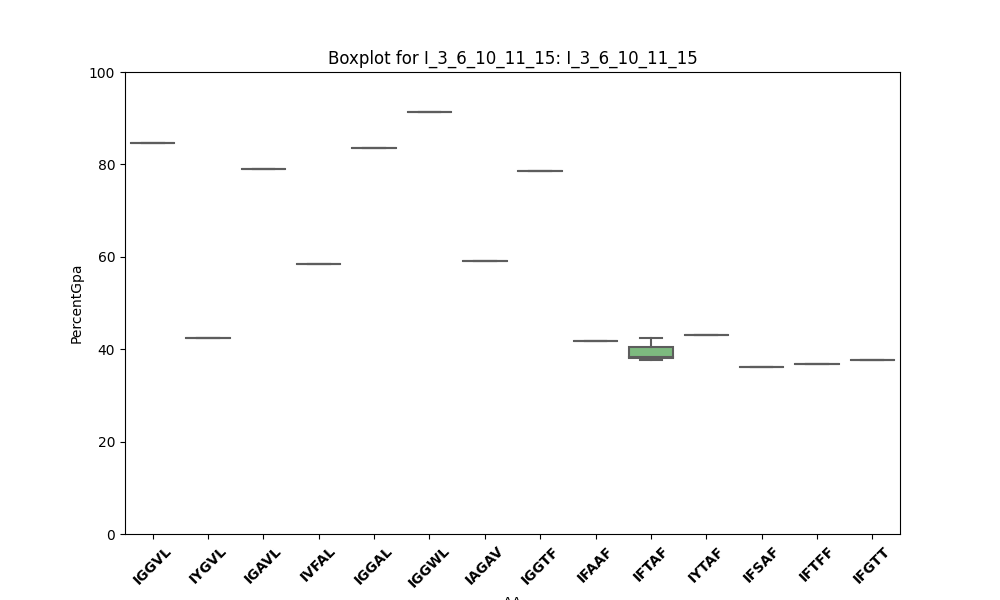 Boxplot for I_3_6_10_11_15: I_3_6_10_11_15
PercentGpa
100
80
60
40
20
0
IGGVL IYGVL IGAVL IVFAL IGGAL IGGWL IAGAV IGGTF IFAAF IFTAF IYTAF IFSAF IFTFF IFGTT